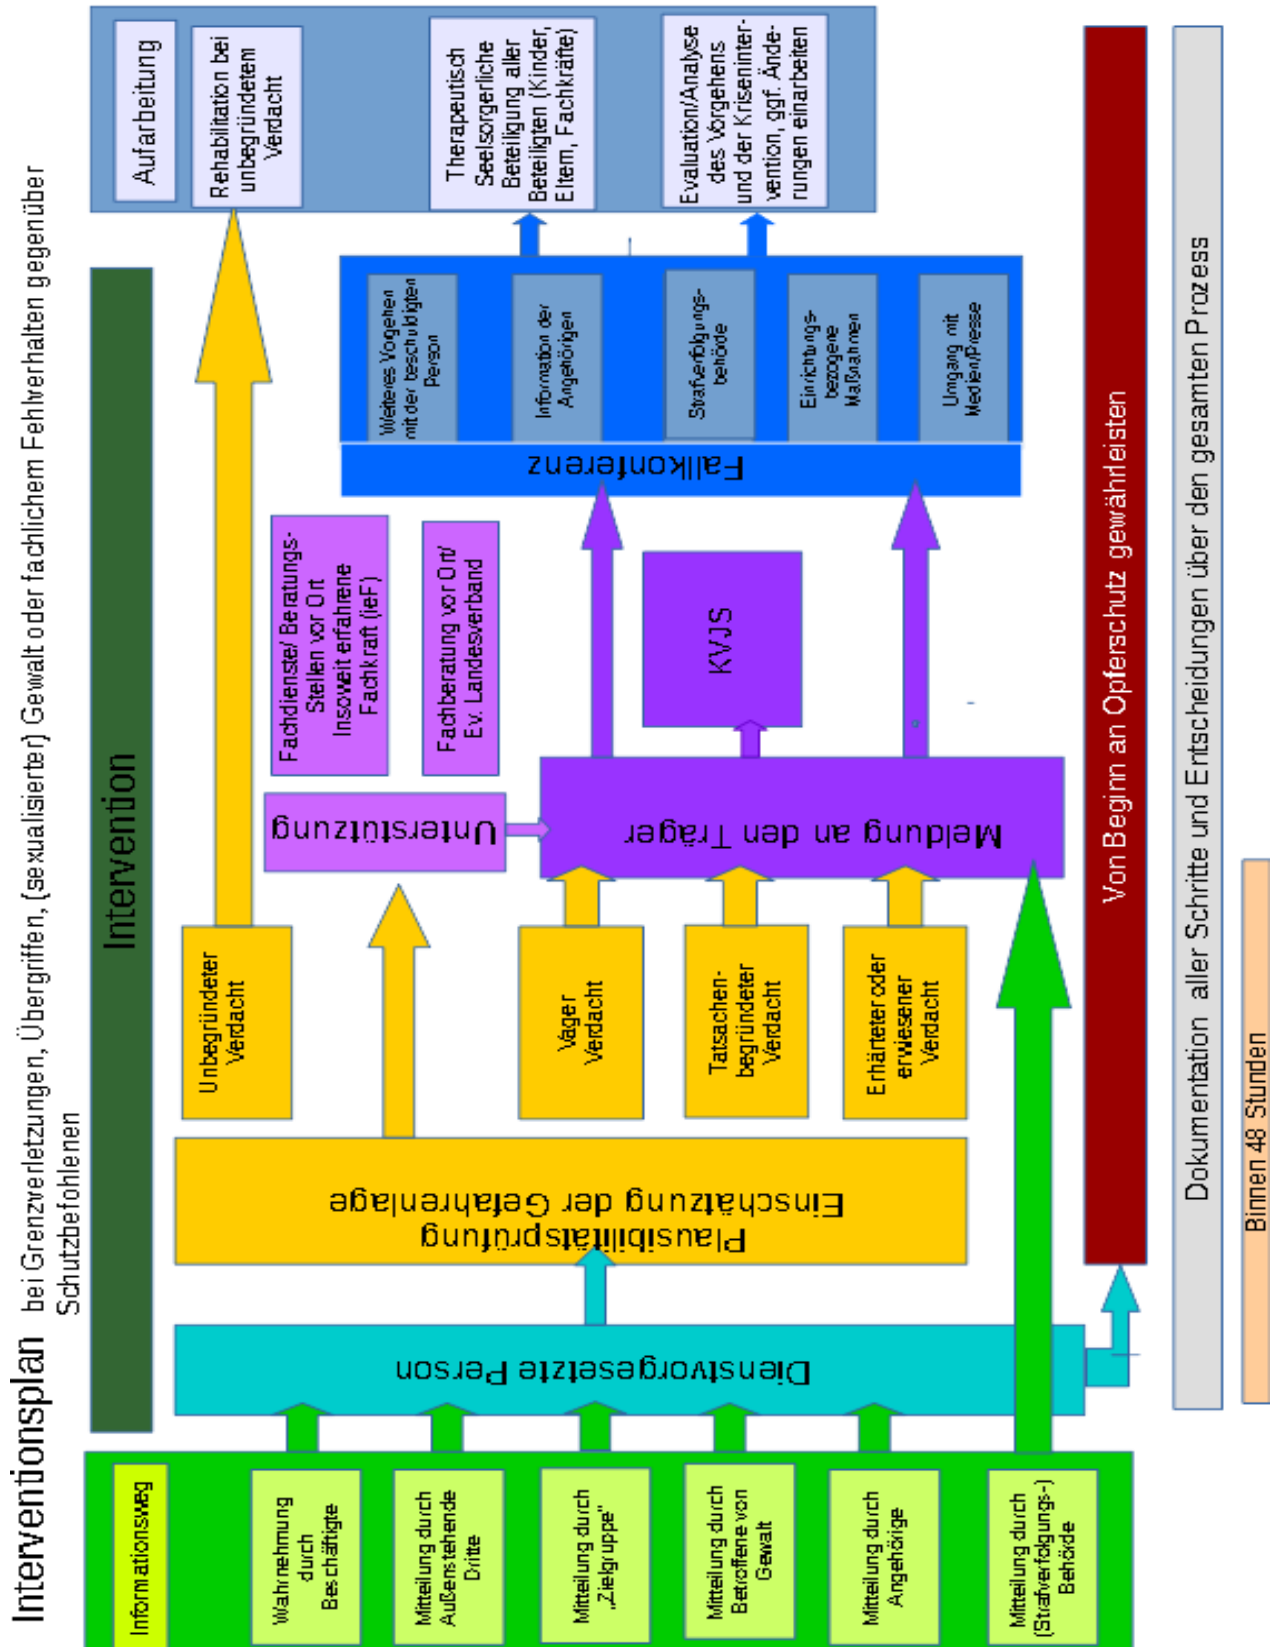 Interventionsplan bei Grenzverletzungen, Übergriffen, (sexualisierter) Gewalt oder fachlichem Fehlverhalten gegenüber
Schutzbefohlenen
Informationsweg
Wahrnehmung
durch
Beschäftigte
Mitteilung durch
Außenstehende
Dritte
Mitteilung durch
„Zielgruppe"
Mitteilung durch
Betroffene von
Gewalt
Mitteilung durch
Angehörige
Mitteilung durch
(Strafverfolgungs-)
Behörde
Intervention
Dienstvorgesetzte Person
Plausibilitätsprüfung
Einschätzung der Gefahrenlage
Unbegründeter
Verdacht
Vager
Verdacht
Tatsachen-
begründeter
Verdacht
Erhärteter oder
erwiesener
Verdacht
Unterstützung
Fachdienste/ Beratungs-
Stellen vor Ort
Insoweit erfahrene
Fachkraft (ieF)
Fachberatung vor Ort/
Ev. Landesverband
Meldung an den Träger
KVJS
Fallkonferenz
Weiteres Vogehen
mit der beschuldigten
Person
Information der
Angehörigen
Strafverfolgungs-
behörde
Einrichtungs-
bezogene
Maßnahmen
Umgang mit
Medien/Presse
Aufarbeitung
Rehabilitation bei
unbegründetem
Verdacht
Therapeutisch
Seelsorgerliche
Beteiligung aller
Beteiligten (Kinder,
Eltern, Fachkräfte)
Evaluation/Analyse
des Vorgehens
und der Kriseninter-
vention, ggf. Ände-
rungen einarbeiten
Von Beginn an Opferschutz gewährleisten
Dokumentation aller Schritte und Entscheidungen über den gesamten Prozess
Binnen 48 Stunden